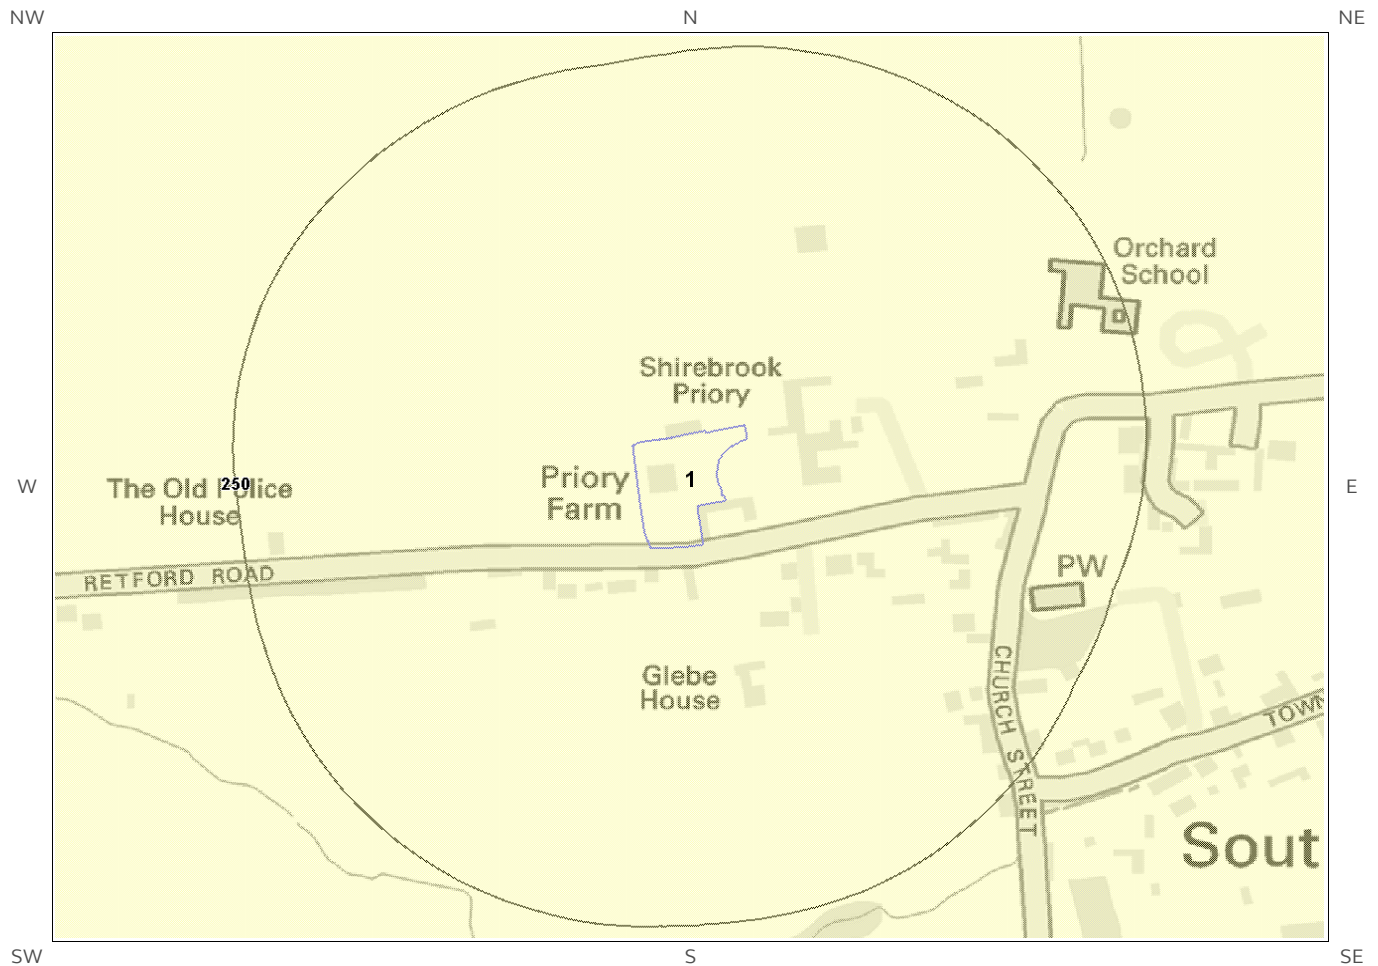 NW
N
NE
Orchard
School
Shirebrook
Priory
Priory
Farm
1
W
The Old Police
House
250
E
PW
RETFORD ROAD
Glebe
House
CHURCH STREET
TOWN
Sout
SW
S
SE